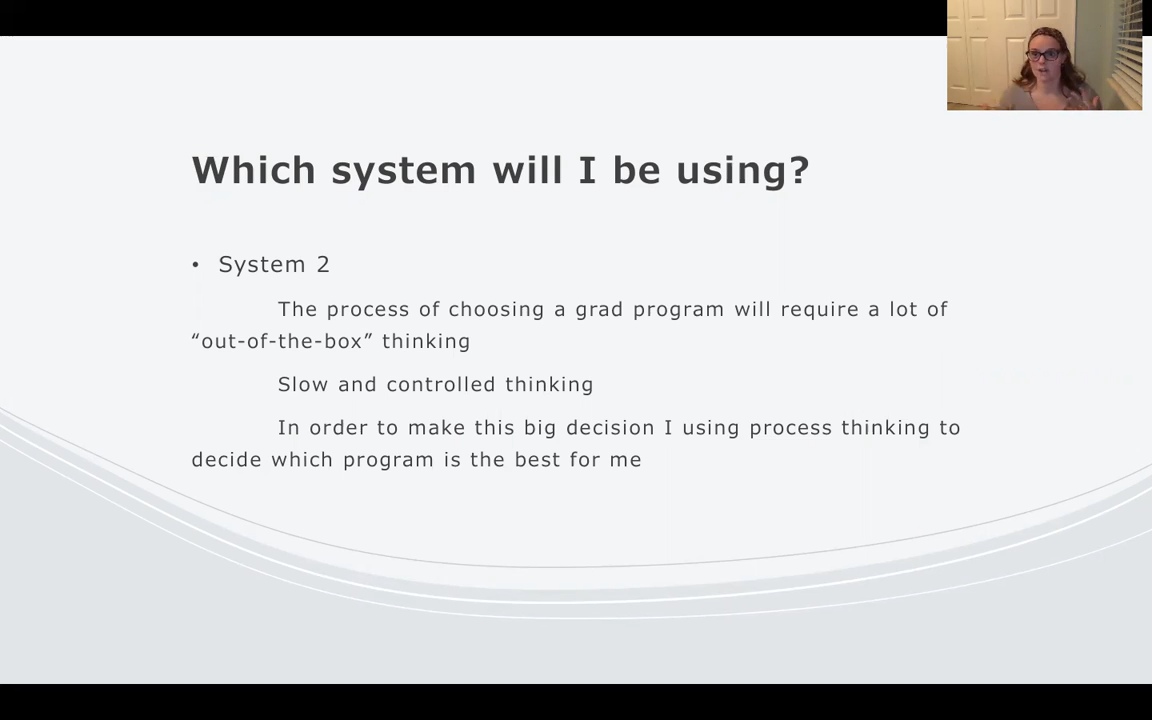 Which system will I be using?
• System 2
The process of choosing a grad program will require a lot of
“out-of-the-box” thinking
Slow and controlled thinking
In order to make this big decision I using process thinking to
decide which program is the best for me